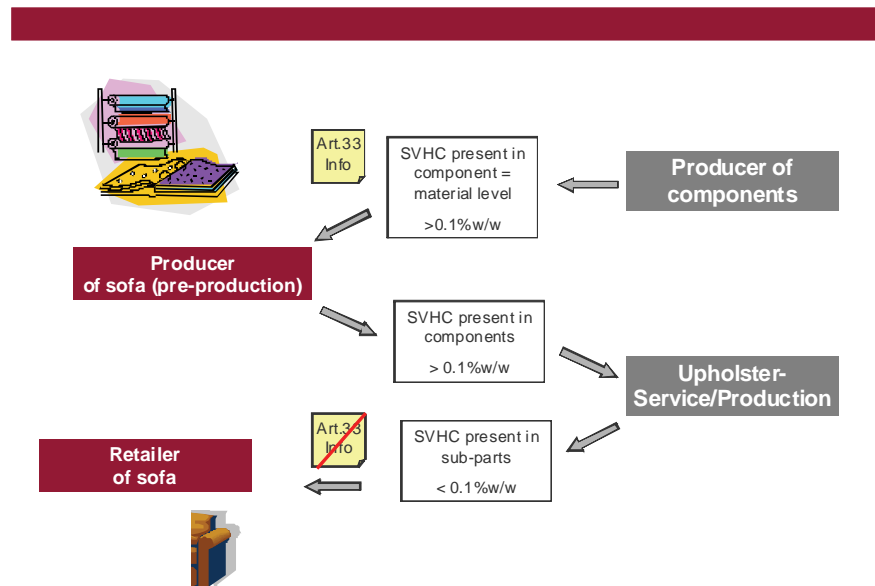 Art.33
Info
SVHC present in
component =
material level
>0.1%w/w
Producer of
components
Producer
of sofa (pre-production)
SVHC present in
components
> 0.1%w/w
Upholster-
Service/Production
Art.33
Info
SVHC present in
sub-parts
< 0.1%w/w
Retailer
of sofa